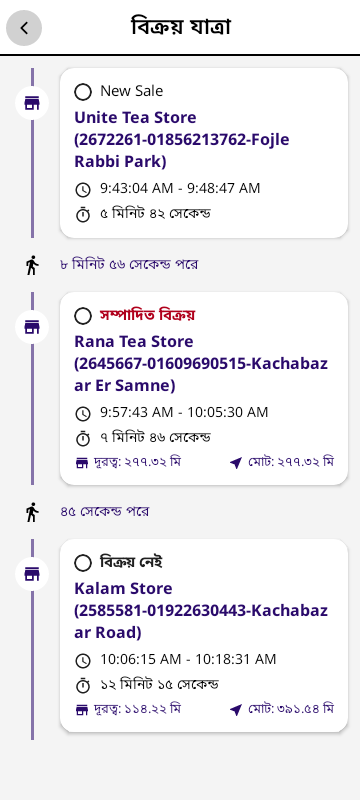 বিক্রয় যাত্রা
New Sale
Unite Tea Store
(2672261-01856213762-Fojle
Rabbi Park)
9:43:04 AM - 9:48:47 AM
৫ মিনিট ৪২ সেকেন্ড
৮ মিনিট ৫৬ সেকেন্ড পরে
সম্পাদিত বিক্রয়
Rana Tea Store
(2645667-01609690515-Kachabaz
ar Er Samne)
9:57:43 AM - 10:05:30 AM
৭ মিনিট ৪৬ সেকেন্ড
দূরত্ব: ২৭৭.৩২ মি মোট: ২৭৭.৩২ মি
৪৫ সেকেন্ড পরে
বিক্রয় নেই
Kalam Store
(2585581-01922630443-Kachabaz
ar Road)
10:06:15 AM - 10:18:31 AM
১২ মিনিট ১৫ সেকেন্ড
দূরত্ব: ১১৪.২২ মি মোট: ৩৯১.৫৪ মি